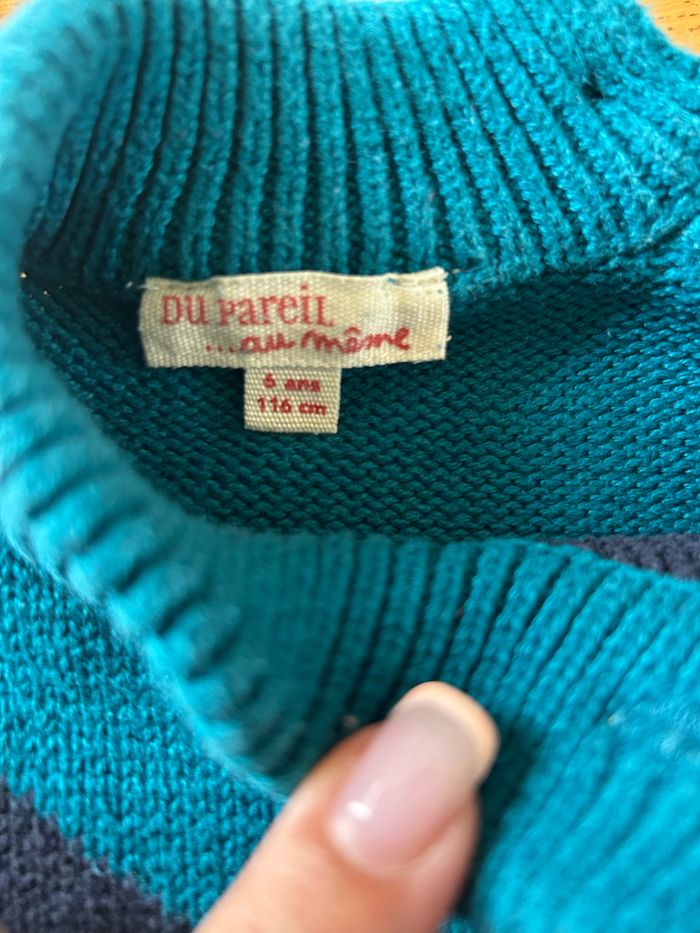 DU PareiL
...au même
6 ans
116 cm